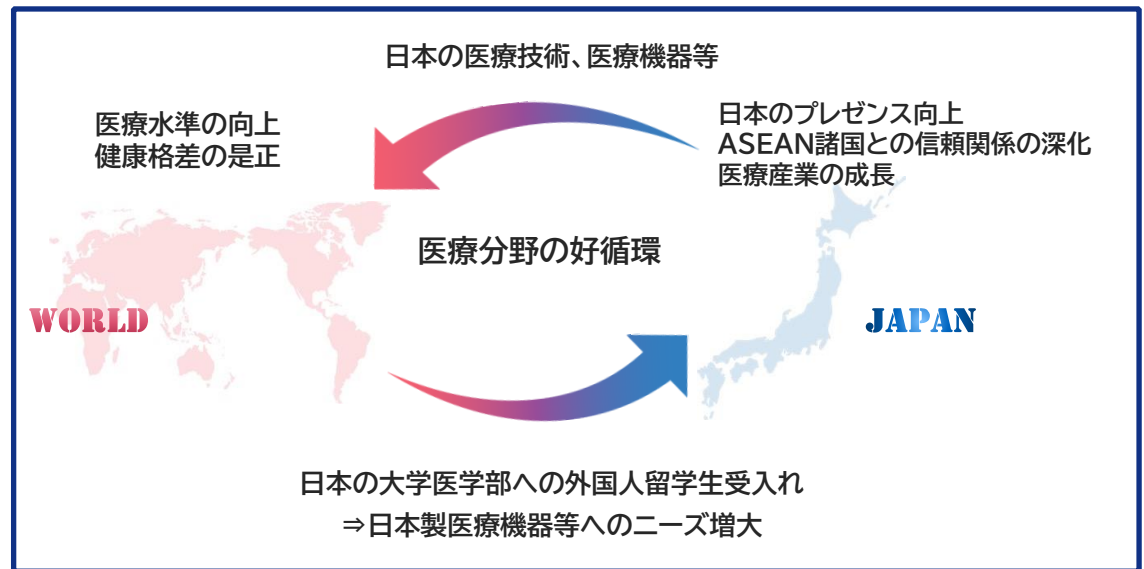 日本の医療技術、医療機器等
医療水準の向上
健康格差の是正
日本のプレゼンス向上
ASEAN諸国との信頼関係の深化
医療産業の成長
医療分野の好循環
WORLD
JAPAN
日本の大学医学部への外国人留学生受入れ
⇒日本製医療機器等へのニーズ増大